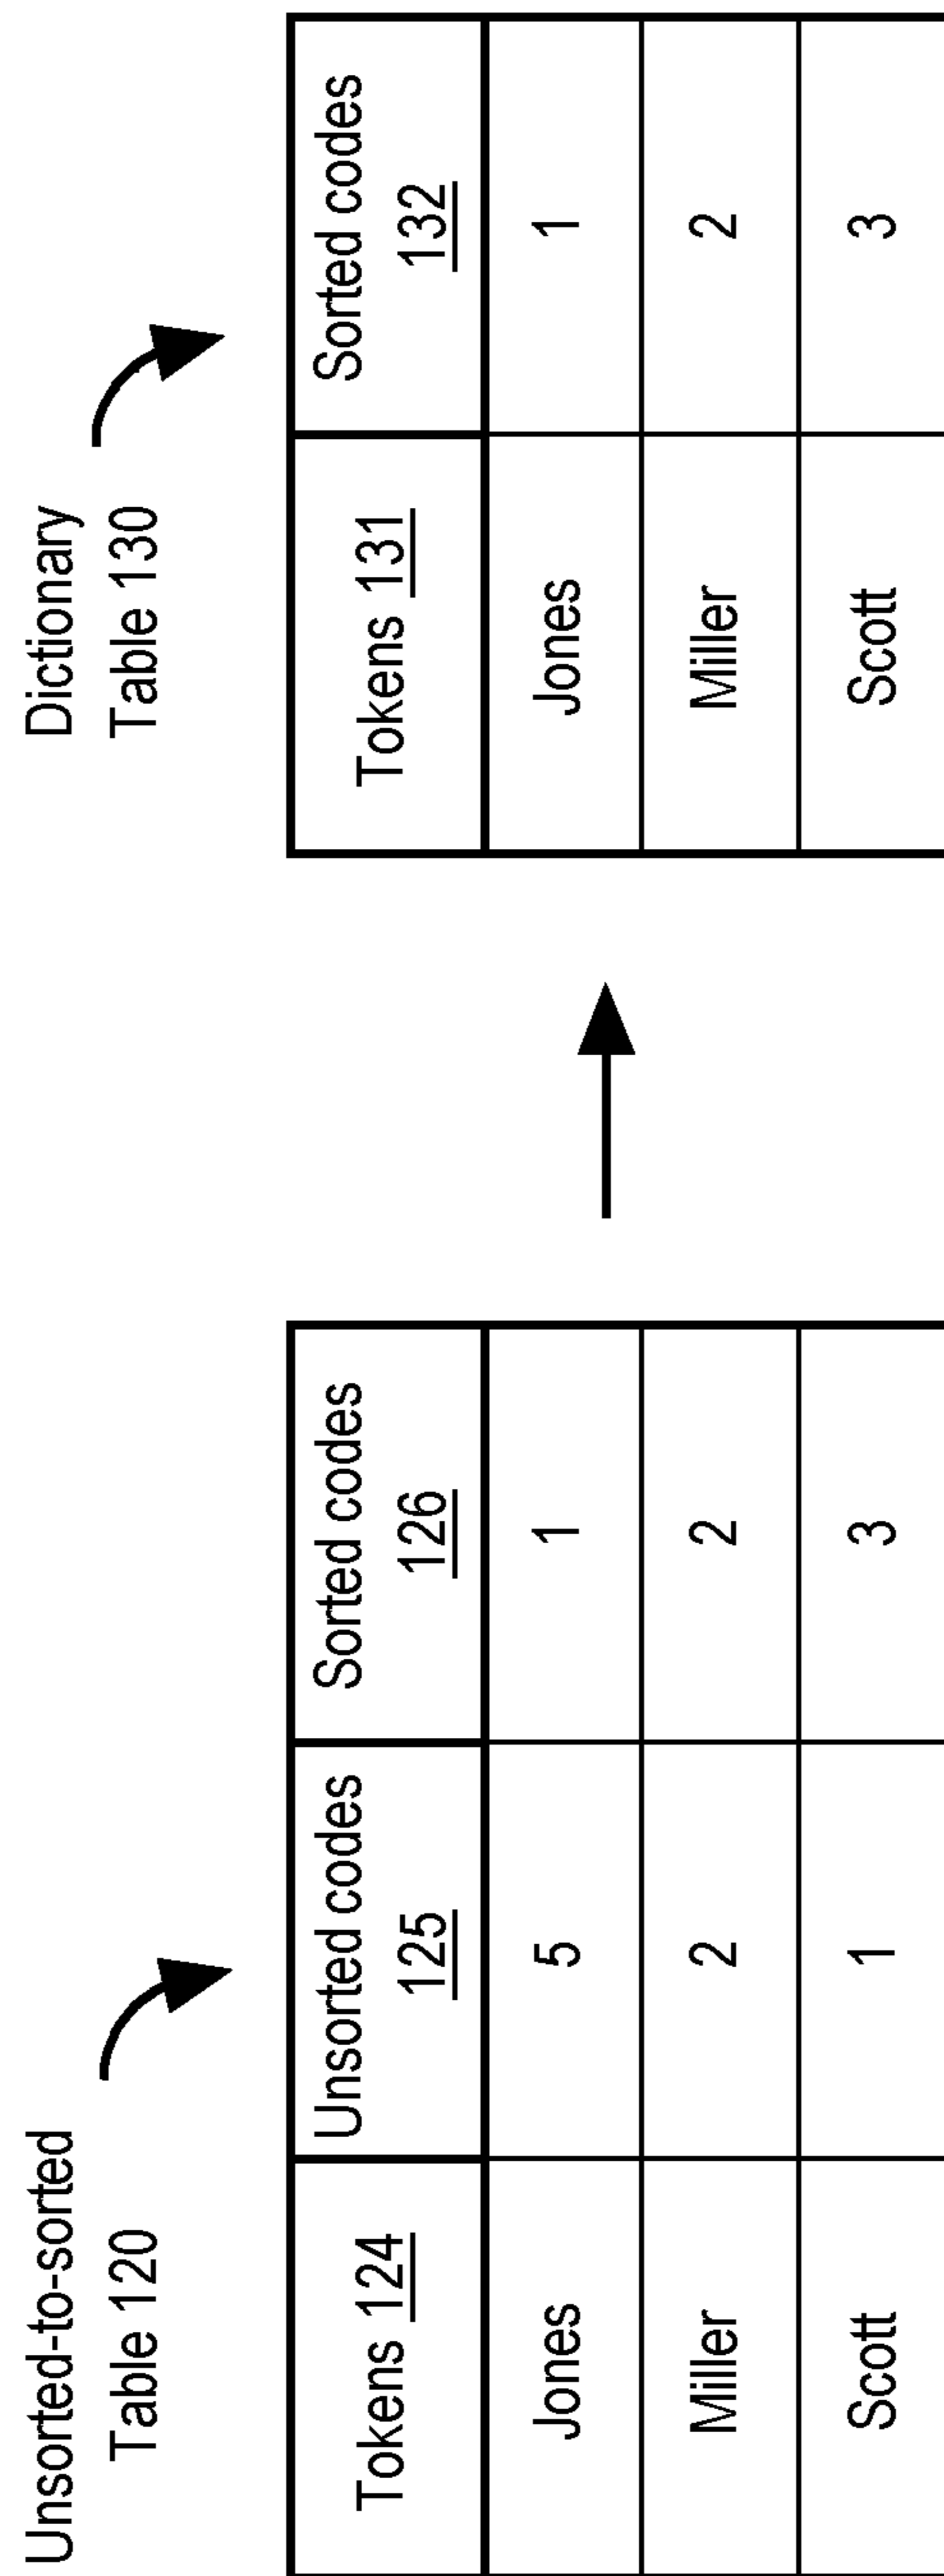 Unsorted-to-sorted
Table 120
Tokens 124 Unsorted codes Sorted codes
125 126
Jones 5 1
Miller 2 2
Scott 1 3
Dictionary
Table 130
Tokens 131 Sorted codes
132
Jones 1
Miller 2
Scott 3